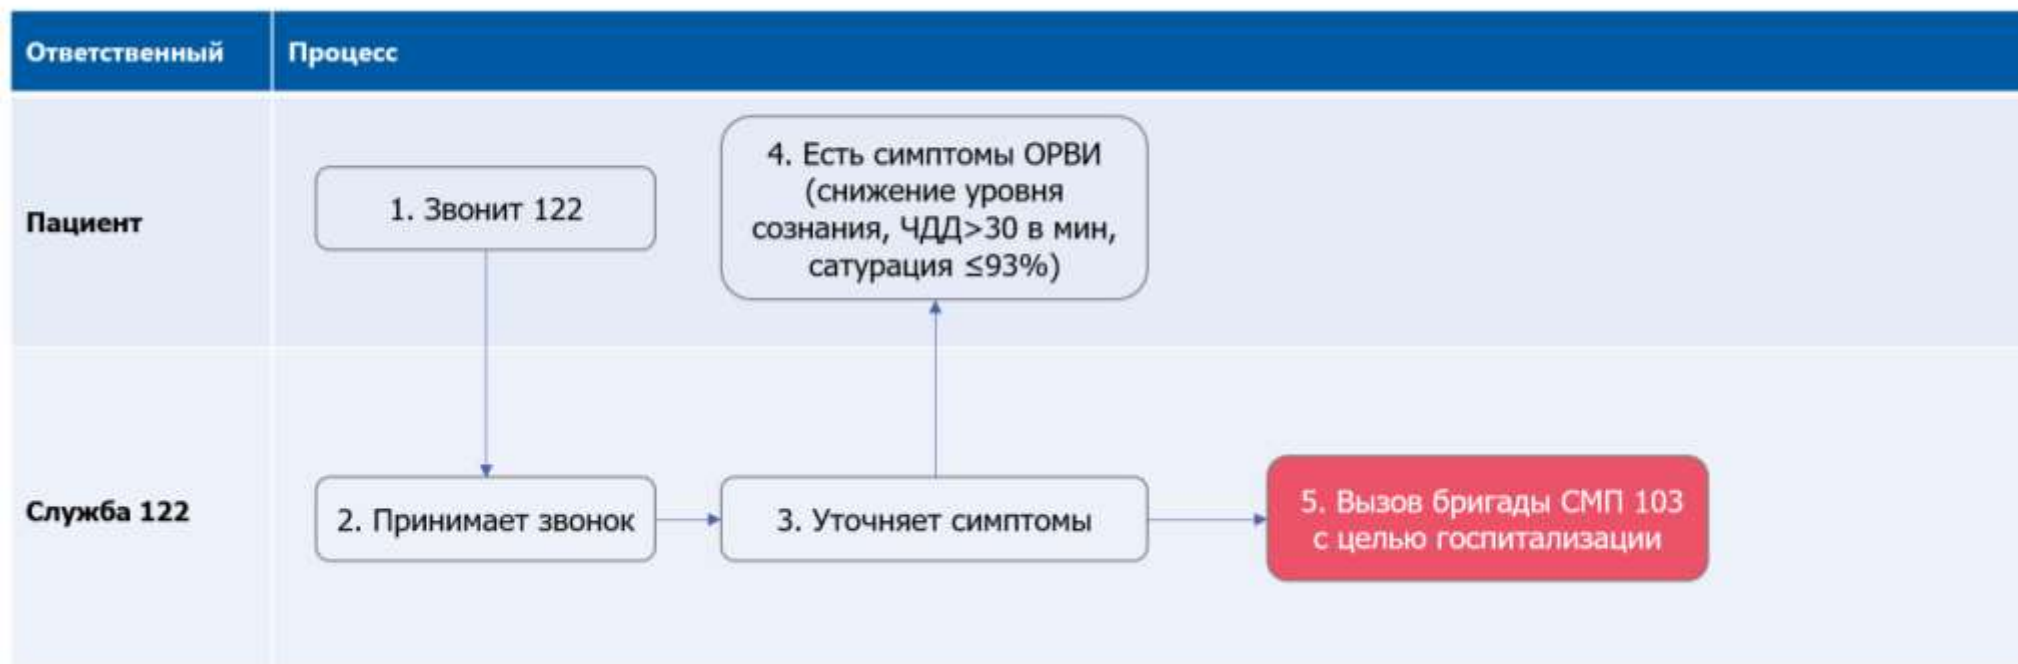 Ответственный
Процесс
Пациент
1. Звонит 122
4. Есть симптомы ОРВИ
(снижение уровня
сознания, ЧДД>30 в мин,
сатурация ≤93%)
Служба 122
2. Принимает звонок
3. Уточняет симптомы
5. Вызов бригады СМП 103
с целью госпитализации